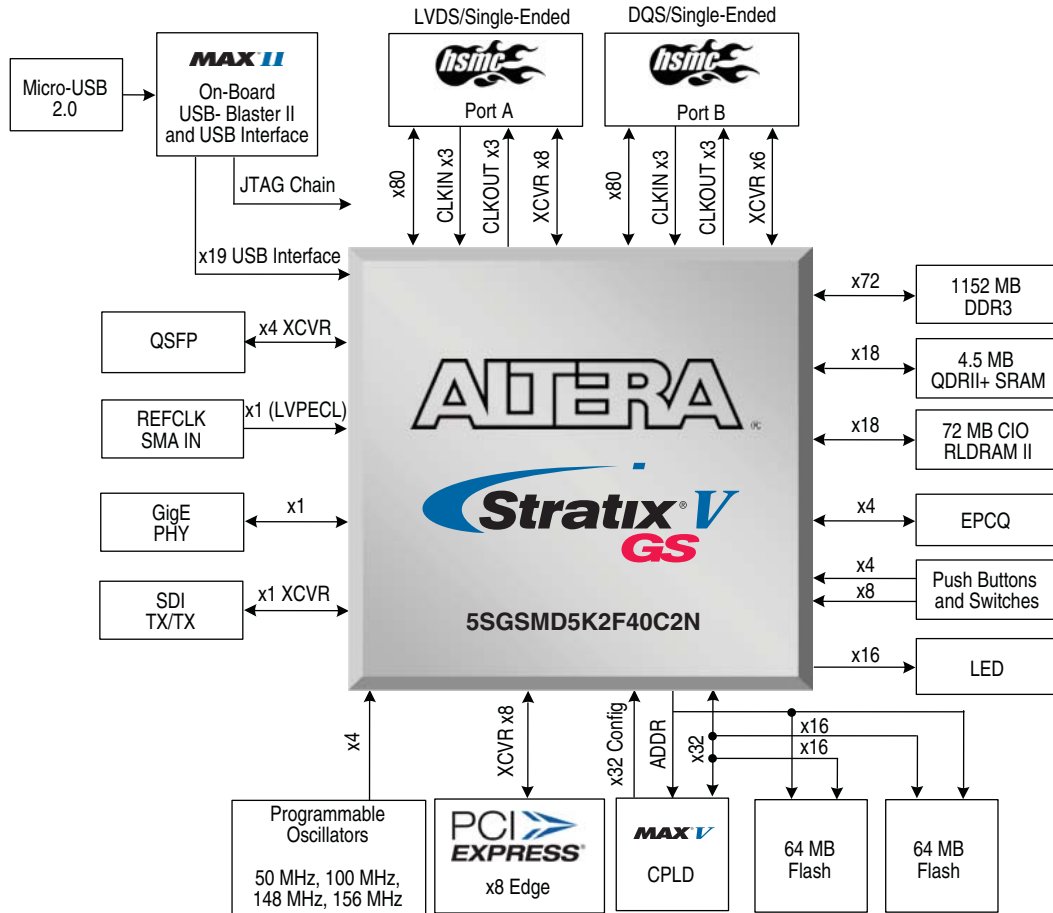 LVDS/Single-Ended
DQS/Single-Ended
hsmc
Port A
hsmc
Port B
Micro-USB
2.0
MAX II
On-Board
USB- Blaster II
and USB Interface
JTAG Chain
x19 USB Interface
x80
CLKIN x3
CLKOUT x3
XCVR x8
x80
CLKIN x3
CLKOUT x3
XCVR x6
QSFP
x4 XCVR
REFCLK
SMA IN
x1 (LVPECL)
GigE
PHY
x1
SDI
TX/TX
x1 XCVR
ALTERA®
Stratix® V
GS
5SGSMD5K2F40C2N
x72
1152 MB
DDR3
x18
4.5 MB
QDRII+ SRAM
x18
72 MB CIO
RLDRAM II
x4
EPCQ
x4
x8
Push Buttons
and Switches
x16
LED
x4
XCVR x8
x32 Config
ADDR
x32
x16
x16
Programmable
Oscillators
50 MHz, 100 MHz,
148 MHz, 156 MHz
PCI
EXPRESS®
x8 Edge
MAX V
CPLD
64 MB
Flash
64 MB
Flash